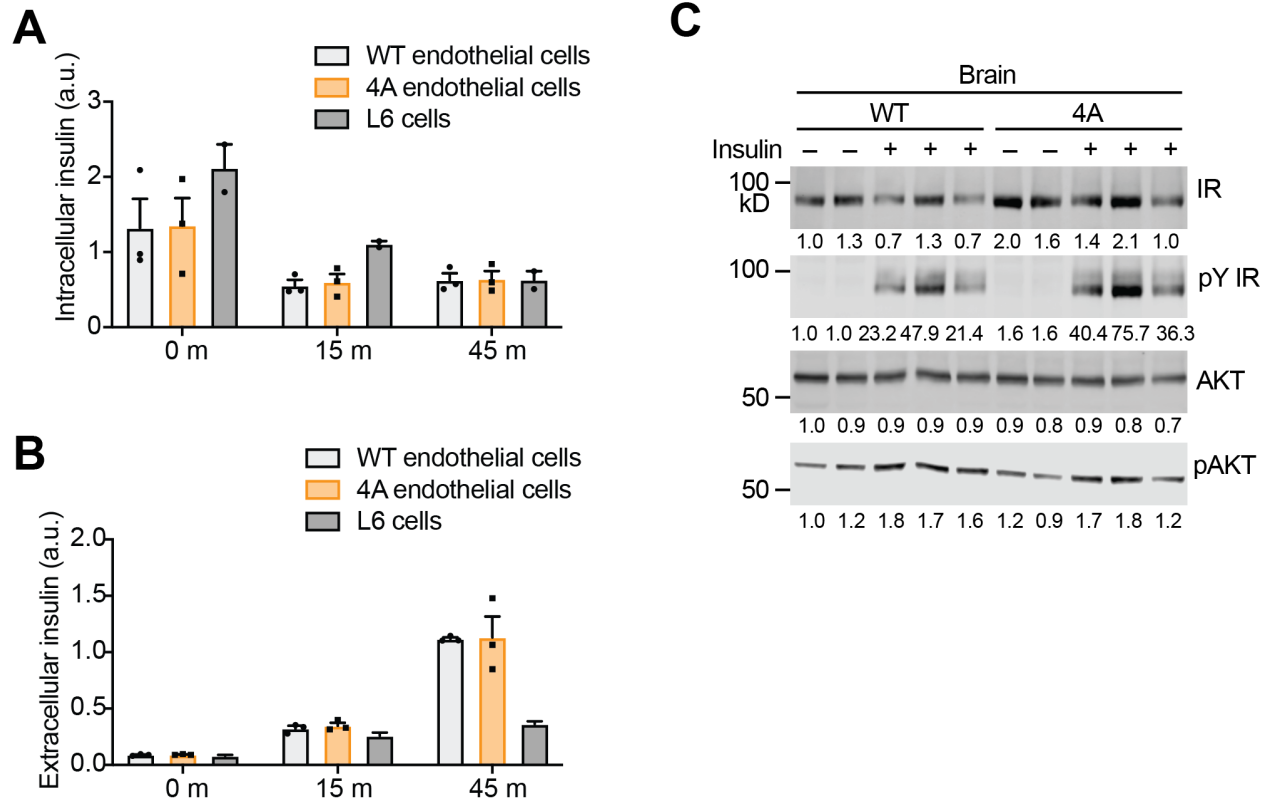 A
WT endothelial cells
4A endothelial cells
L6 cells
Intracellular insulin (a.u.)
3
2
1
0
0 m 15 m 45 m
B
WT endothelial cells
4A endothelial cells
L6 cells
Extracellular insulin (a.u.)
2.0
1.5
1.0
0.5
0.0
0 m 15 m 45 m
C
Brain
WT 4A
Insulin – – + + + – – + + +
100 IR
kD
1.0 1.3 0.7 1.3 0.7 2.0 1.6 1.4 2.1 1.0
100 pY IR
1.0 1.0 23.2 47.9 21.4 1.6 1.6 40.4 75.7 36.3
AKT
50
1.0 0.9 0.9 0.9 0.9 0.9 0.8 0.9 0.8 0.7
pAKT
50
1.0 1.2 1.8 1.7 1.6 1.2 0.9 1.7 1.8 1.2